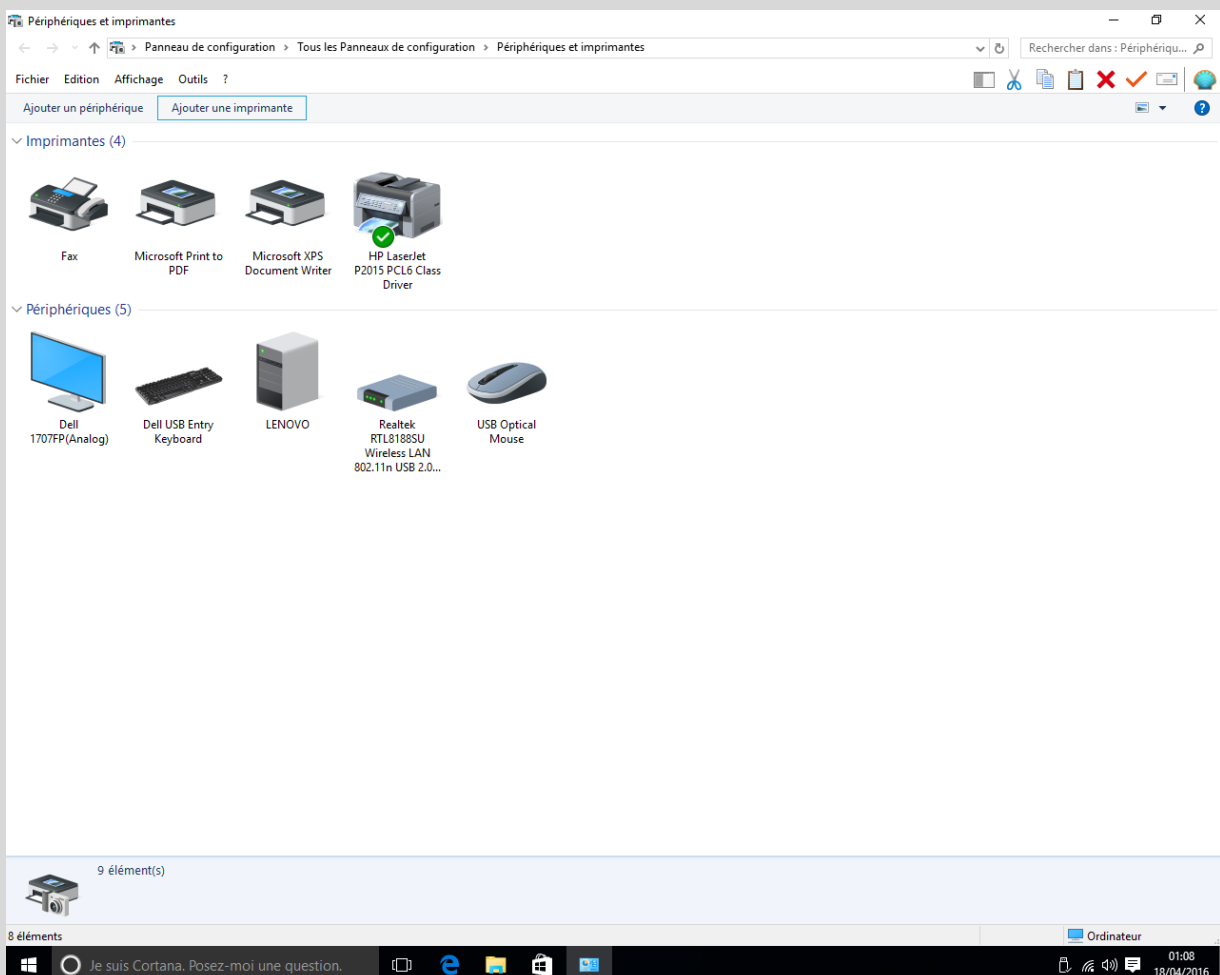 Périphériques et imprimantes
Panneau de configuration > Tous les Panneaux de configuration > Périphériques et imprimantes
Rechercher dans : Périphériqu...
Fichier Edition Affichage Outils ?
Ajouter un périphérique Ajouter une imprimante
?
Imprimantes (4)
Fax
Microsoft Print to
PDF
Microsoft XPS
Document Writer
HP LaserJet
P2015 PCL6 Class
Driver
Périphériques (5)
Dell
1707FP(Analog)
Dell USB Entry
Keyboard
LENOVO
Realtek
RTL8188SU
Wireless LAN
802.11n USB 2.0...
USB Optical
Mouse
9 élément(s)
8 éléments
Ordinateur
Je suis Cortana. Posez-moi une question.
01:08
18/04/2016